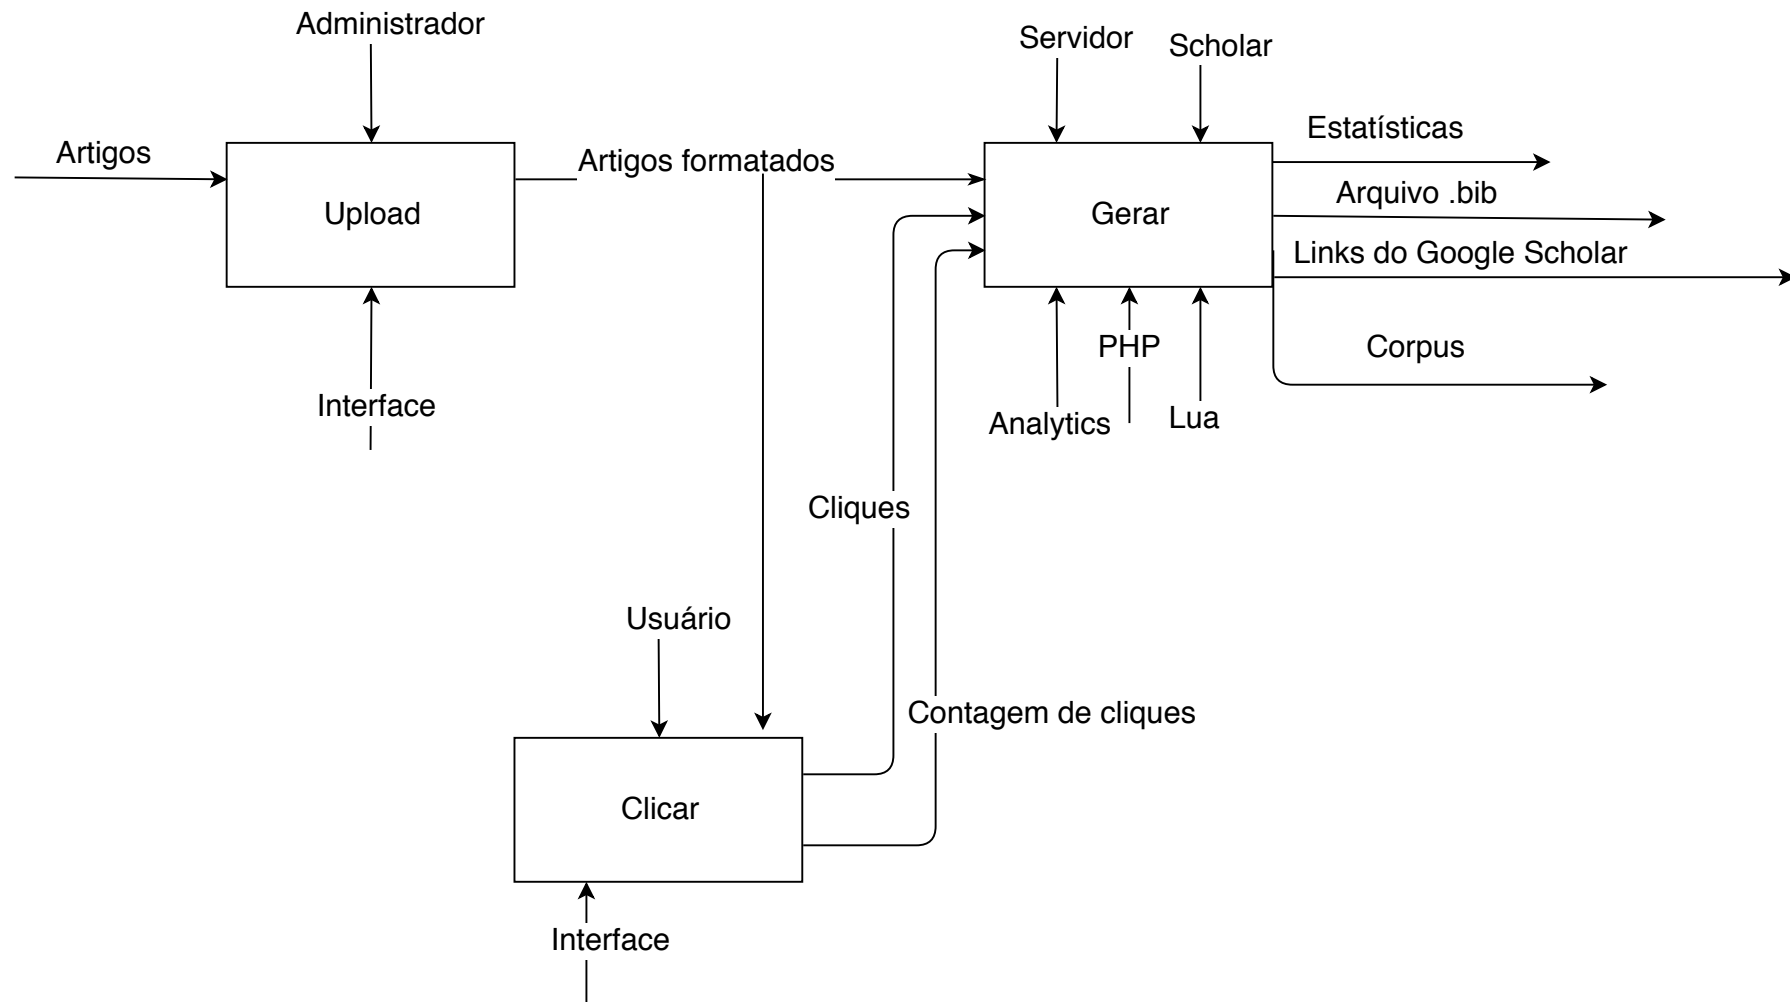 Administrador
Servidor
Scholar
Artigos
Artigos formatados
Estatísticas
Upload
Gerar
Arquivo .bib
Links do Google Scholar
Interface
PHP
Corpus
Analytics
Lua
Cliques
Usuário
Contagem de cliques
Clicar
Interface